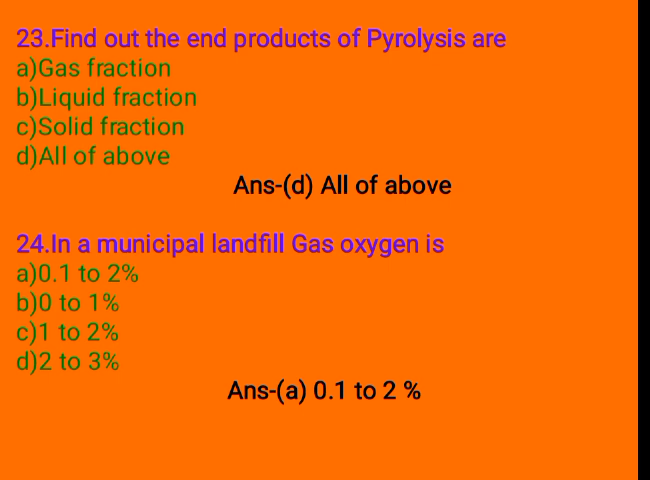 23.Find out the end products of Pyrolysis are
a)Gas fraction
b)Liquid fraction
c)Solid fraction
d)All of above
Ans-(d) All of above
24.In a municipal landfill Gas oxygen is
a)0.1 to 2%
b)0 to 1%
c)1 to 2%
d)2 to 3%
Ans-(a) 0.1 to 2 %